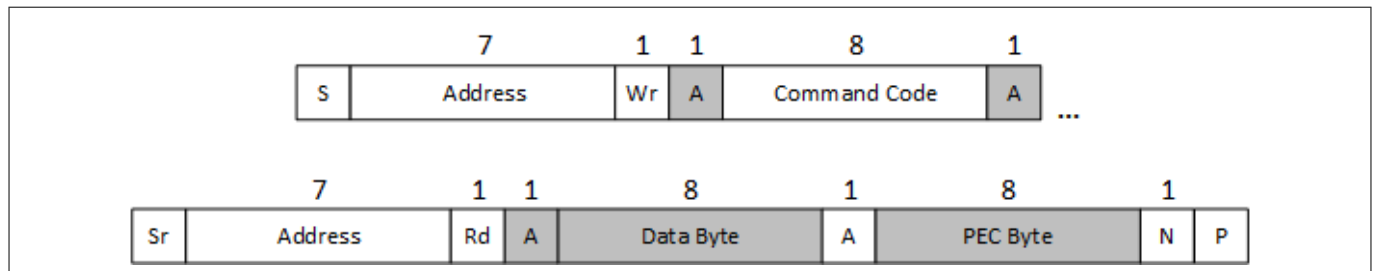 7 1 1 8 1
S Address Wr A Command Code A ...
7 1 1 8 1 8 1
Sr Address Rd A Data Byte A PEC Byte N P